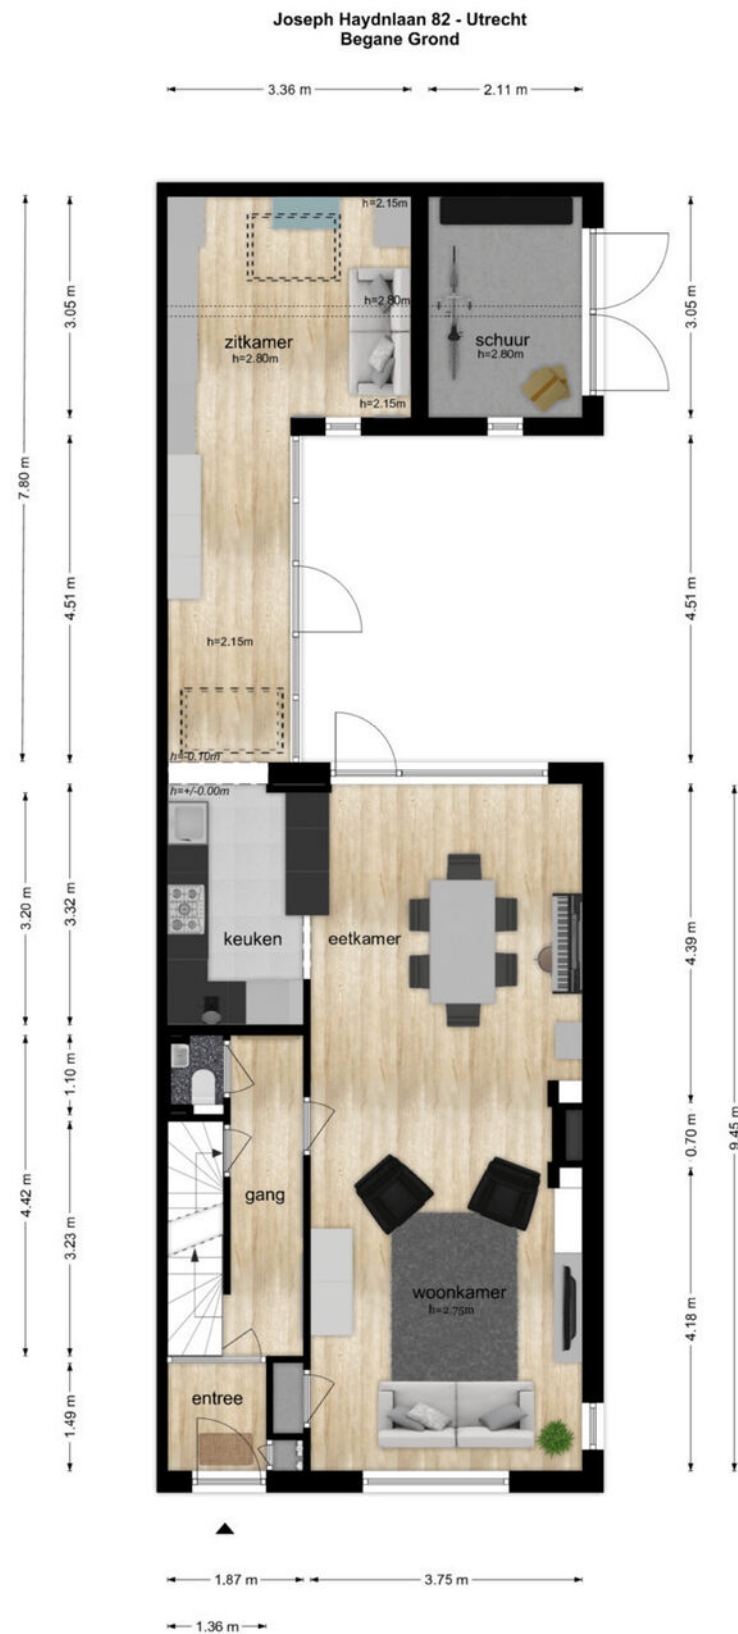 Joseph Haydnlaan 82 - Utrecht
Begane Grond
3.36 m
2.11 m
h=2.15m
3.05 m
3.05 m
h=2.80m
zitkamer
h=2.80m
schuur
h=2.80m
h=2.15m
7.80 m
4.51 m
4.51 m
h=2.15m
h=-0.10m
h=+/-0.00m
3.20 m
3.32 m
keuken
eetkamer
4.39 m
1.10 m
0.70 m
9.45 m
4.42 m
3.23 m
gang
woonkamer
h=2.75m
4.18 m
entree
1.49 m
1.87 m
3.75 m
1.36 m